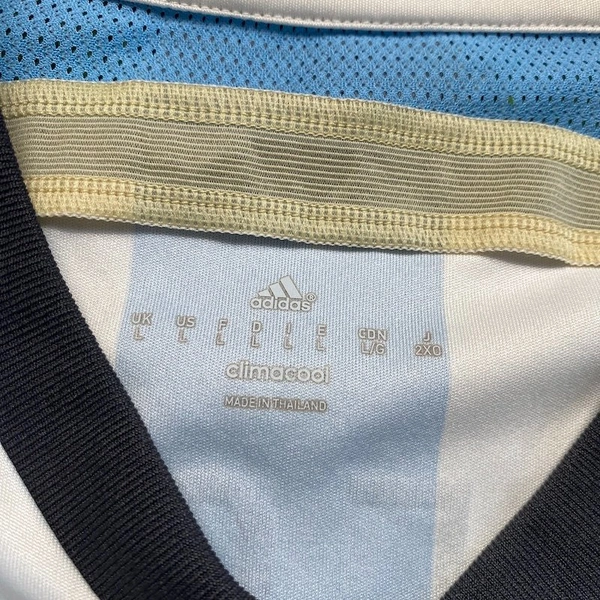 adidas®
UK US F D I E CDN J
L L L L L L L/G 2XO
climacool
MADE IN THAILAND